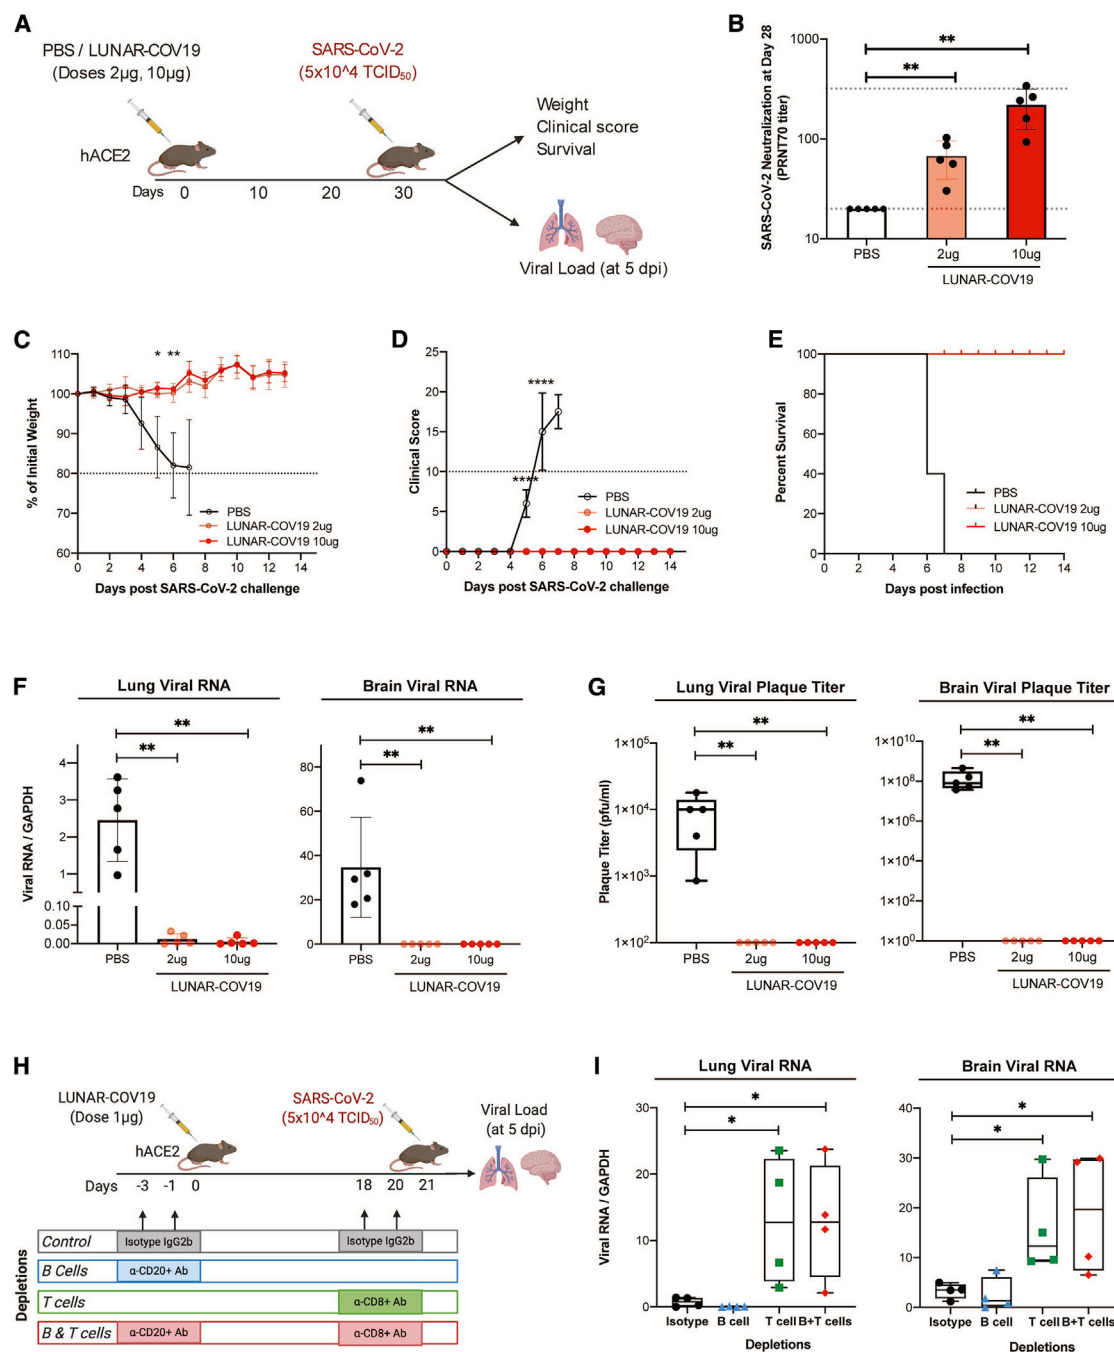 A
PBS / LUNAR-COV19
(Doses 2µg, 10µg)
SARS-CoV-2
(5x10^4 TCID50)
hACE2
Days 0 10 20 30
Weight
Clinical score
Survival
Viral Load (at 5 dpi)
B
SARS-CoV-2 Neutralization at Day 28
(PRNT70 titer)
1000
100
10
**
**
PBS 2ug 10ug
LUNAR-COV19
C
% of Initial Weight
110
100
90
80
70
60
* **
PBS
LUNAR-COV19 2ug
LUNAR-COV19 10ug
0 2 4 6 8 10 12 14
Days post SARS-CoV-2 challenge
D
Clinical Score
25
20
15
10
5
0
****
****
PBS
LUNAR-COV19 2ug
LUNAR-COV19 10ug
0 2 4 6 8 10 12 14
Days post SARS-CoV-2 challenge
E
Percent Survival
100
80
60
40
20
0
PBS
LUNAR-COV19 2ug
LUNAR-COV19 10ug
0 2 4 6 8 10 12 14
Days post infection
F
Lung Viral RNA
Viral RNA / GAPDH
4
3
2
1
0.10
0.05
0.00
**
**
PBS 2ug 10ug
LUNAR-COV19
Brain Viral RNA
80
60
40
20
0
**
**
PBS 2ug 10ug
LUNAR-COV19
G
Lung Viral Plaque Titer
Plaque Titer (pfu/ml)
1×10^5
1×10^4
1×10^3
1×10^2
**
**
PBS 2ug 10ug
LUNAR-COV19
Brain Viral Plaque Titer
1×10^10
1×10^8
1×10^6
1×10^4
1×10^2
1×10^0
**
**
PBS 2ug 10ug
LUNAR-COV19
H
LUNAR-COV19
(Dose 1µg)
hACE2
SARS-CoV-2
(5x10^4 TCID50)
Viral Load
(at 5 dpi)
Days -3 -1 0 18 20 21
Depletions
Control Isotype IgG2b Isotype IgG2b
B Cells α-CD20+ Ab
T cells α-CD8+ Ab
B & T cells α-CD20+ Ab α-CD8+ Ab
I
Lung Viral RNA
Viral RNA / GAPDH
30
20
10
0
*
*
Isotype B cell T cell B+T cells
Depletions
Brain Viral RNA
40
30
20
10
0
*
*
Isotype B cell T cell B+T cells
Depletions